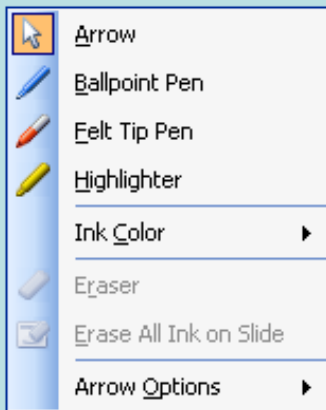 Arrow
Ballpoint Pen
Felt Tip Pen
Highlighter
Ink Color
Eraser
Erase All Ink on Slide
Arrow Options